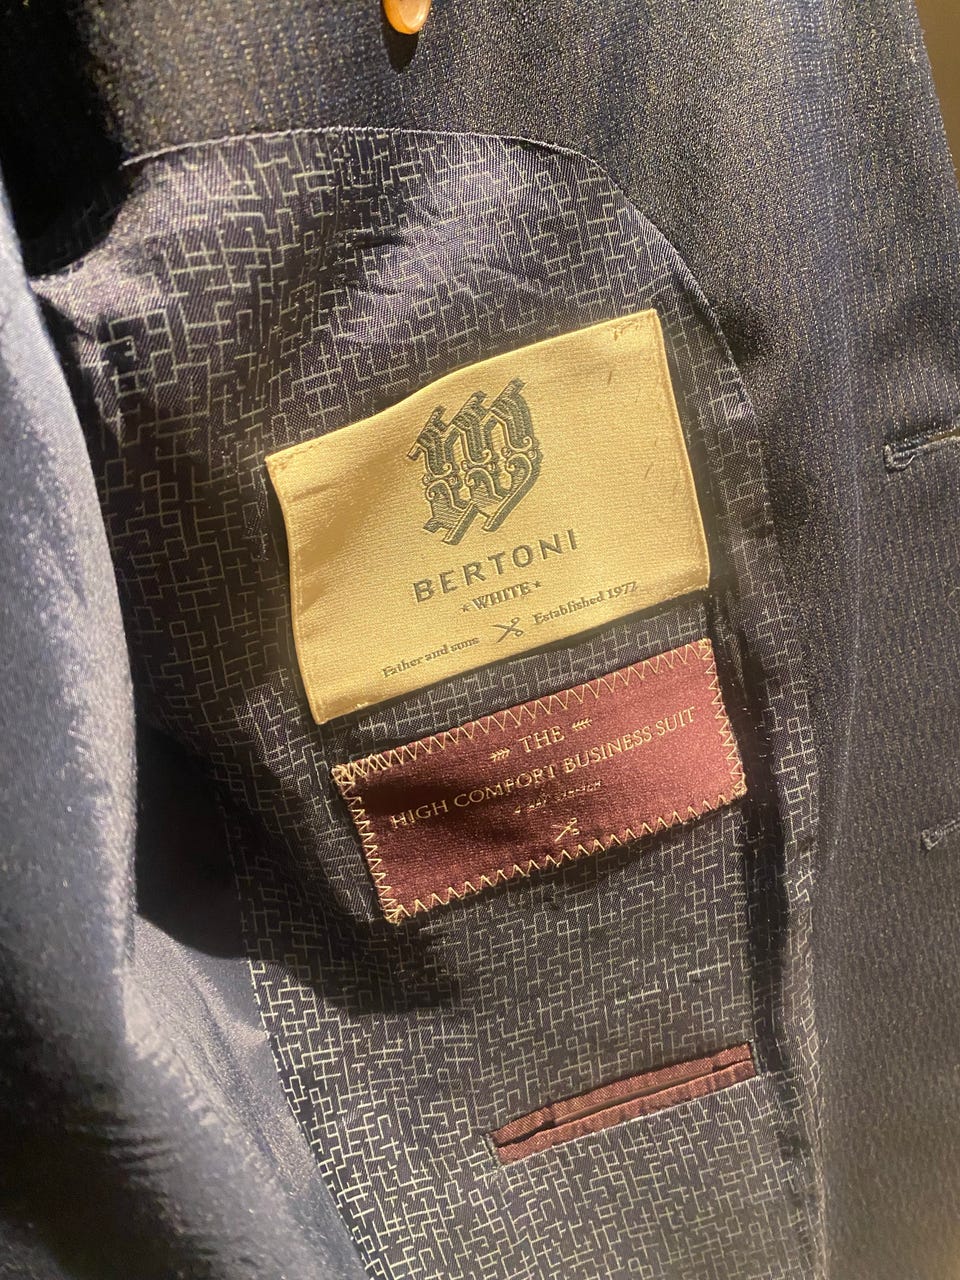 BERTONI
★ WHITE ★
Father and sons Established 1972
THE
HIGH COMFORT BUSINESS SUIT